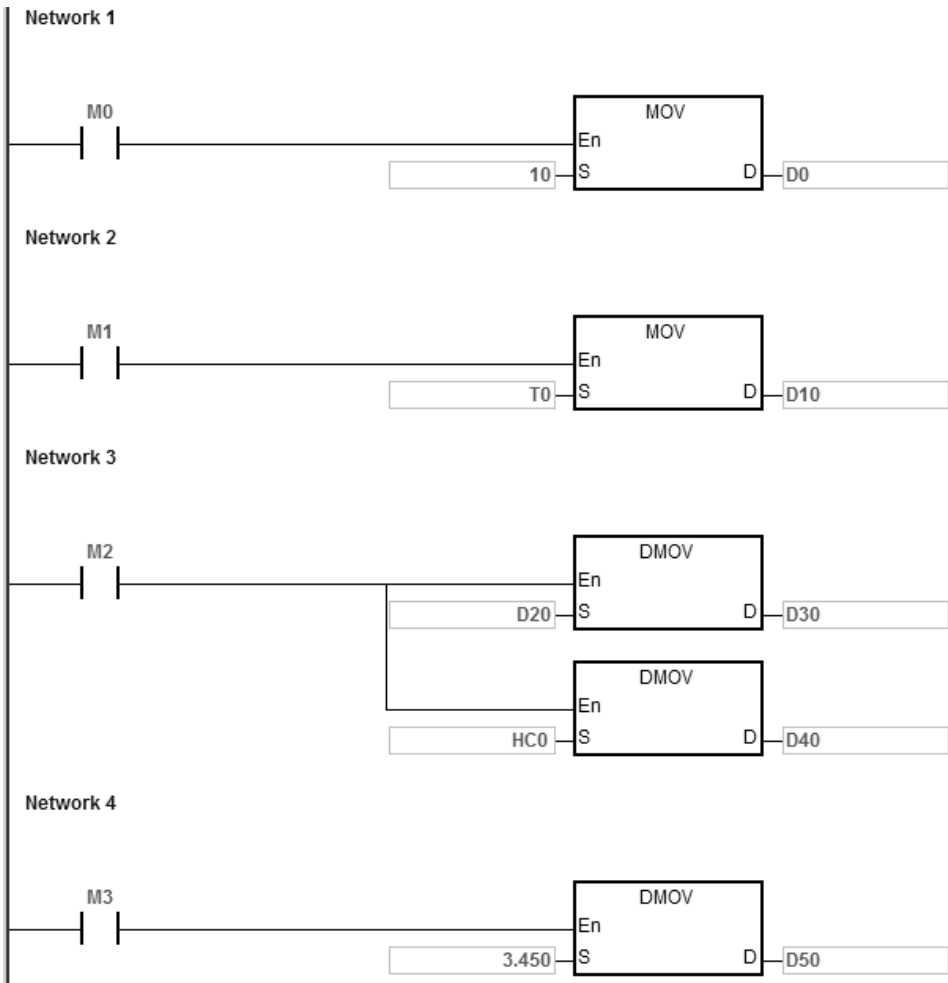 Network 1
M0
MOV
En
10 S D D0
Network 2
M1
MOV
En
T0 S D D10
Network 3
M2
DMOV
En
D20 S D D30
DMOV
En
HC0 S D D40
Network 4
M3
DMOV
En
3.450 S D D50